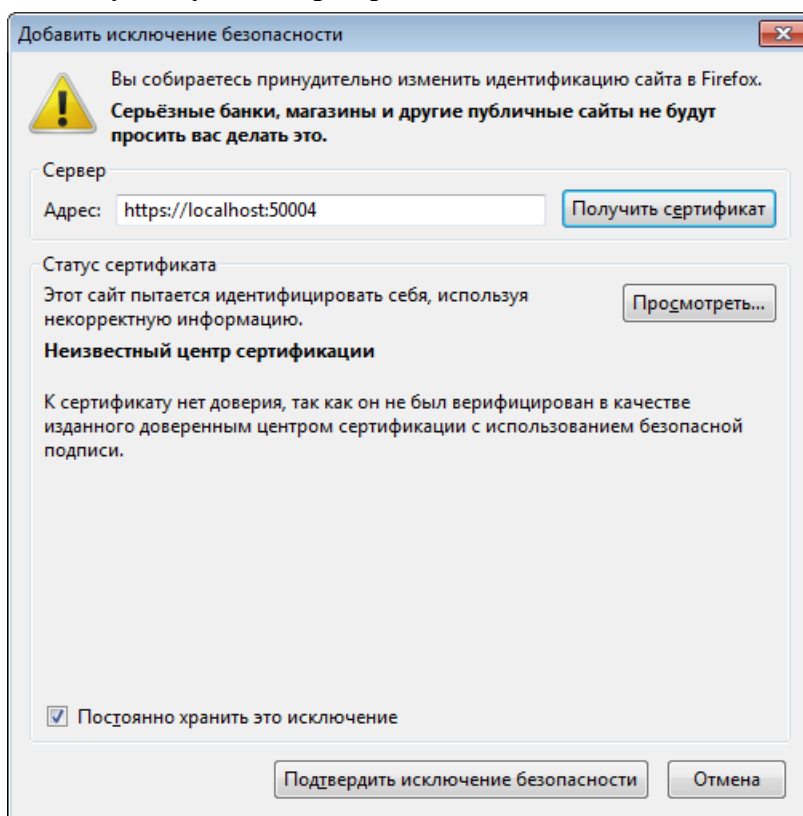 Добавить исключение безопасности
Вы собираетесь принудительно изменить идентификацию сайта в Firefox.
Серьёзные банки, магазины и другие публичные сайты не будут
просить вас делать это.
Сервер
Адрес: https://localhost:50004 Получить сертификат
Статус сертификата
Этот сайт пытается идентифицировать себя, используя
некорректную информацию.
Просмотреть...
Неизвестный центр сертификации
К сертификату нет доверия, так как он не был верифицирован в качестве
изданного доверенным центром сертификации с использованием безопасной
подписи.
Постоянно хранить это исключение
Подтвердить исключение безопасности Отмена